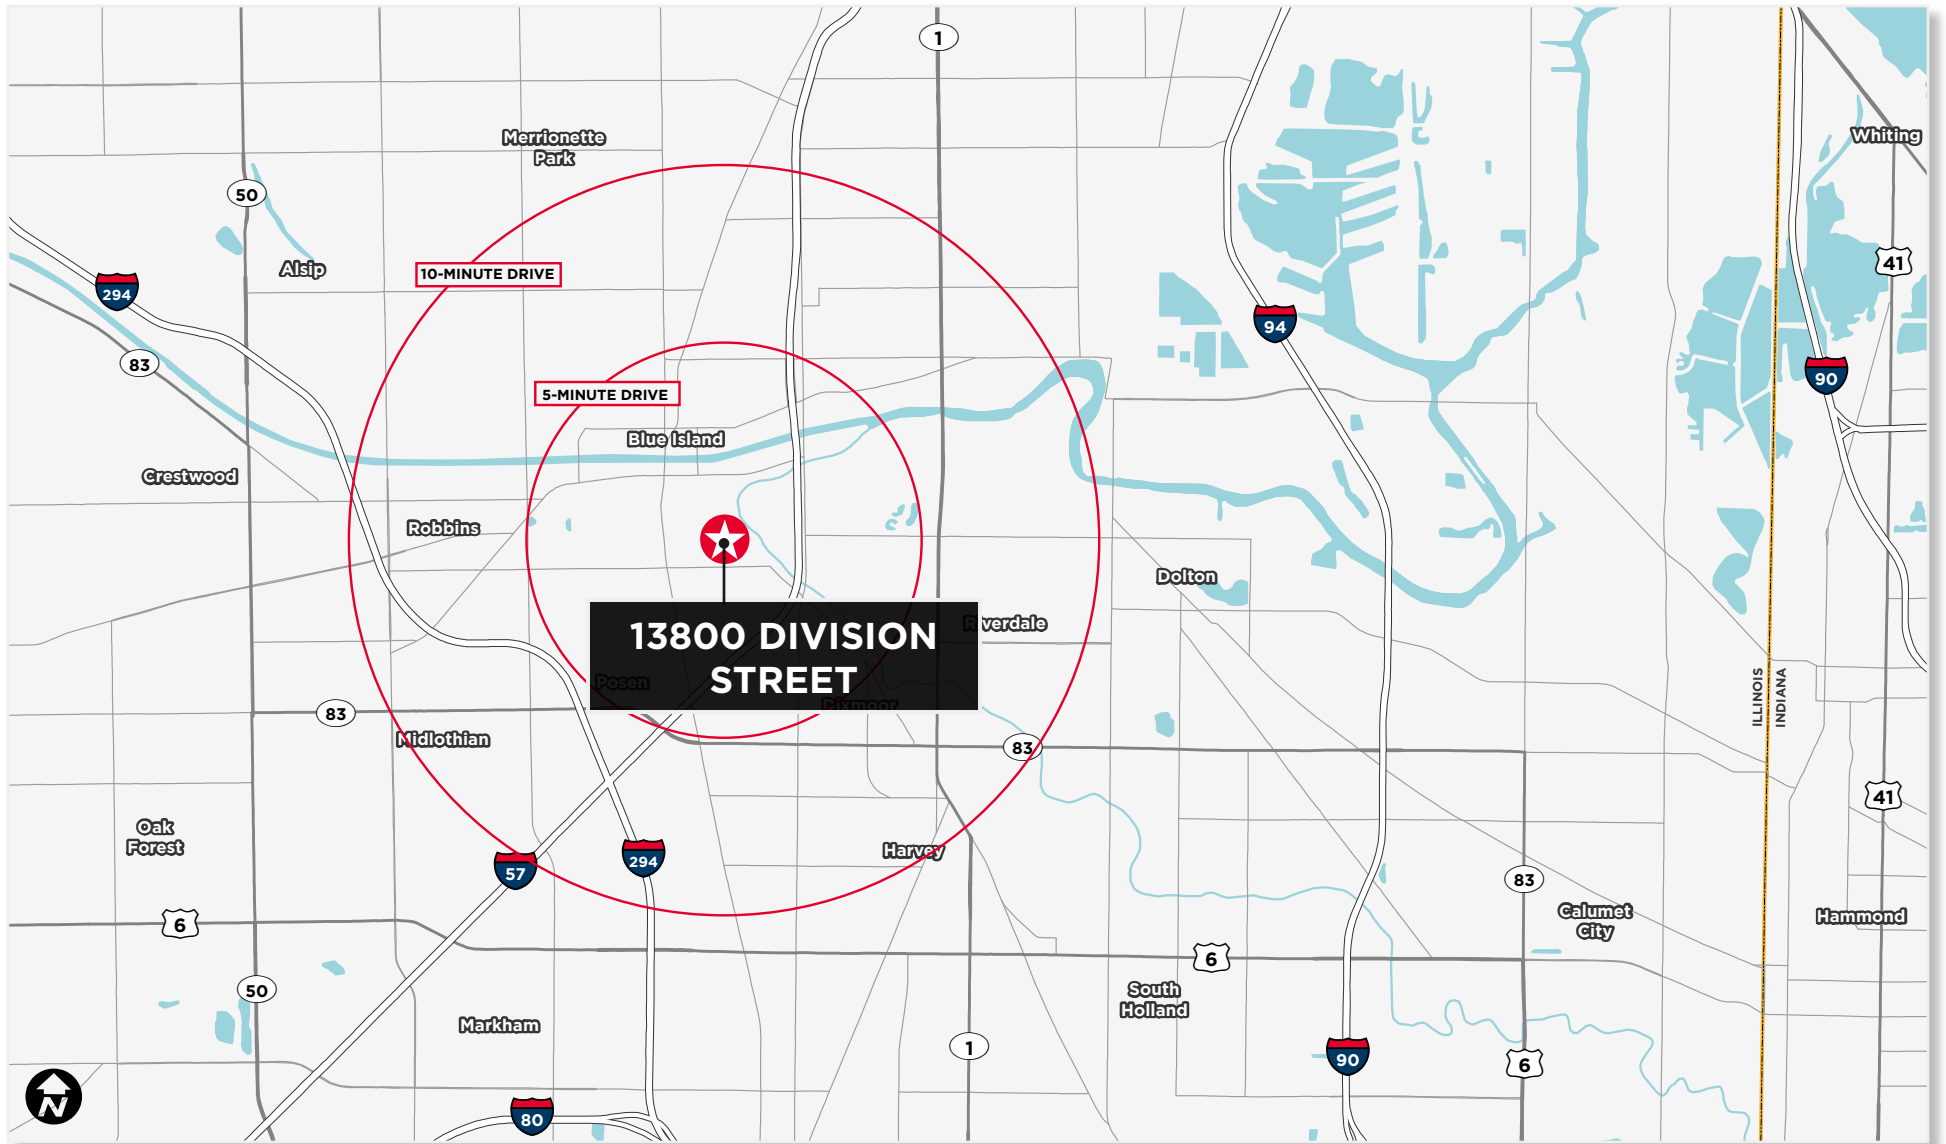 1
Merrionette
Park
Whiting
50
Alsip
41
10-MINUTE DRIVE
294
94
83
90
5-MINUTE DRIVE
Blue Island
Crestwood
Robbins
Dolton
Riverdale
13800 DIVISION
STREET
Posen
Dixmoor
ILLINOIS
INDIANA
83
Midlothian
83
41
Oak
Forest
Harvey
294
57
83
6
Calumet
City
Hammond
6
50
South
Holland
Markham
1
90
6
N
80